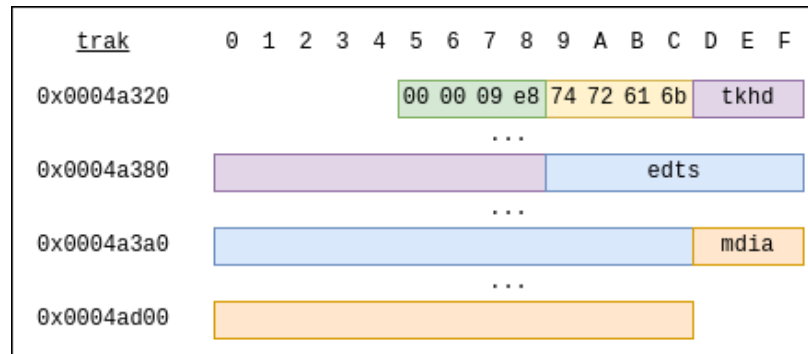 trak 0 1 2 3 4 5 6 7 8 9 A B C D E F
0x0004a320 00 00 09 e8 74 72 61 6b tkhd
...
0x0004a380 edts
...
0x0004a3a0 mdia
...
0x0004ad00